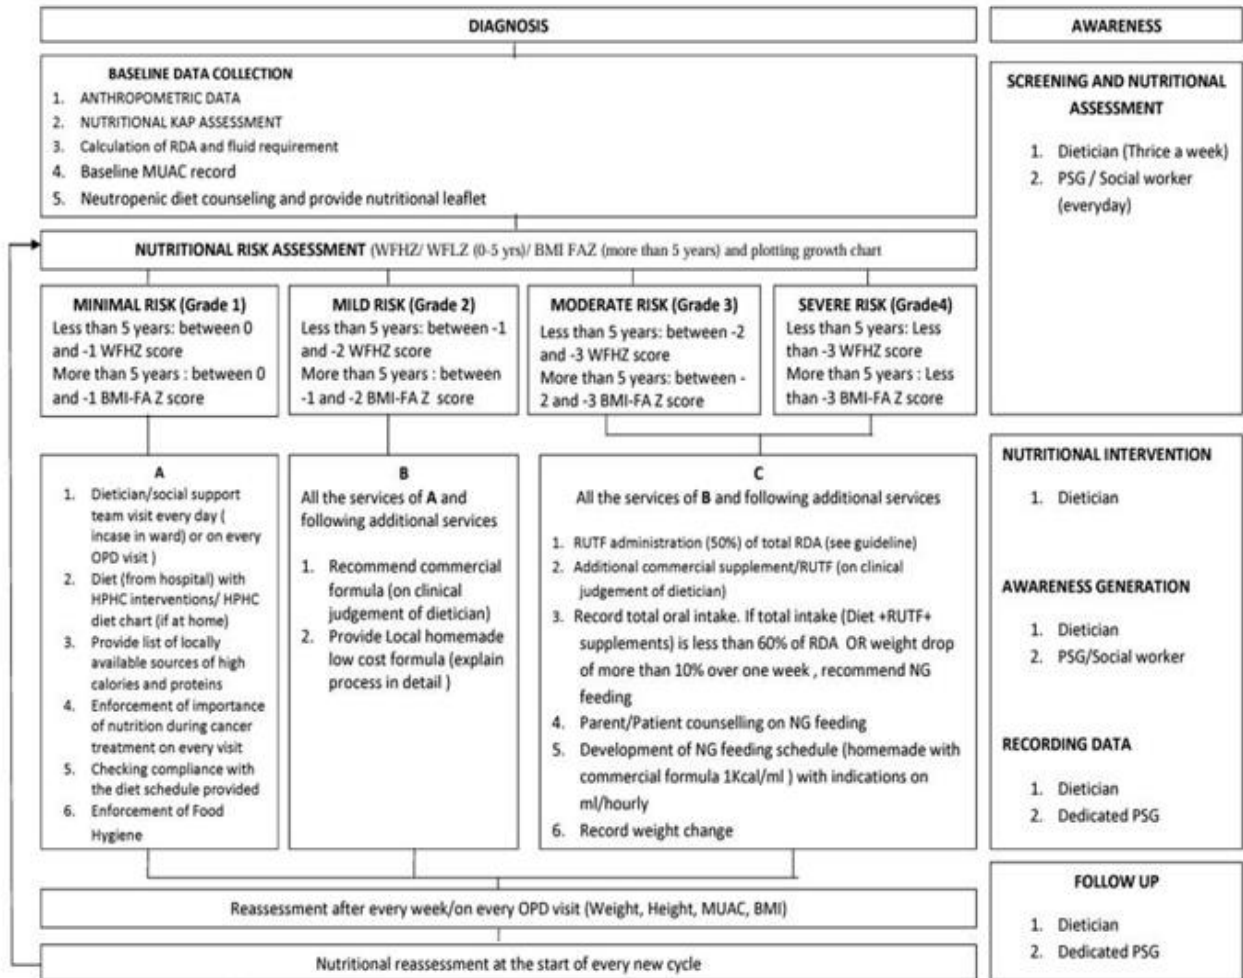 DIAGNOSIS
BASELINE DATA COLLECTION
1. ANTHROPOMETRIC DATA
2. NUTRITIONAL KAP ASSESSMENT
3. Calculation of RDA and fluid requirement
4. Baseline MUAC record
5. Neutropenic diet counseling and provide nutritional leaflet
NUTRITIONAL RISK ASSESSMENT (WFHZ/ WFLZ (0-5 yrs)/ BMI FAZ (more than 5 years) and plotting growth chart
MINIMAL RISK (Grade 1)
Less than 5 years: between 0
and -1 WFHZ score
More than 5 years : between 0
and -1 BMI-FA Z score
MILD RISK (Grade 2)
Less than 5 years: between -1
and -2 WFHZ score
More than 5 years : between
-1 and -2 BMI-FA Z score
MODERATE RISK (Grade 3)
Less than 5 years: between -2
and -3 WFHZ score
More than 5 years: between -
2 and -3 BMI-FA Z score
SEVERE RISK (Grade4)
Less than 5 years: Less
than -3 WFHZ score
More than 5 years : Less
than -3 BMI-FA Z score
A
1. Dietician/social support
team visit every day (
incase in ward) or on every
OPD visit )
2. Diet (from hospital) with
HPHC interventions/ HPHC
diet chart (if at home)
3. Provide list of locally
available sources of high
calories and proteins
4. Enforcement of importance
of nutrition during cancer
treatment on every visit
5. Checking compliance with
the diet schedule provided
6. Enforcement of Food
Hygiene
B
All the services of A and
following additional services
1. Recommend commercial
formula (on clinical
judgement of dietician)
2. Provide Local homemade
low cost formula (explain
process in detail )
C
All the services of B and following additional services
1. RUTF administration (50%) of total RDA (see guideline)
2. Additional commercial supplement/RUTF (on clinical
judgement of dietician)
3. Record total oral intake. If total intake (Diet +RUTF+
supplements) is less than 60% of RDA OR weight drop
of more than 10% over one week , recommend NG
feeding
4. Parent/Patient counselling on NG feeding
5. Development of NG feeding schedule (homemade with
commercial formula 1Kcal/ml ) with indications on
ml/hourly
6. Record weight change
Reassessment after every week/on every OPD visit (Weight, Height, MUAC, BMI)
Nutritional reassessment at the start of every new cycle
AWARENESS
SCREENING AND NUTRITIONAL
ASSESSMENT
1. Dietician (Thrice a week)
2. PSG / Social worker
(everyday)
NUTRITIONAL INTERVENTION
1. Dietician
AWARENESS GENERATION
1. Dietician
2. PSG/Social worker
RECORDING DATA
1. Dietician
2. Dedicated PSG
FOLLOW UP
1. Dietician
2. Dedicated PSG